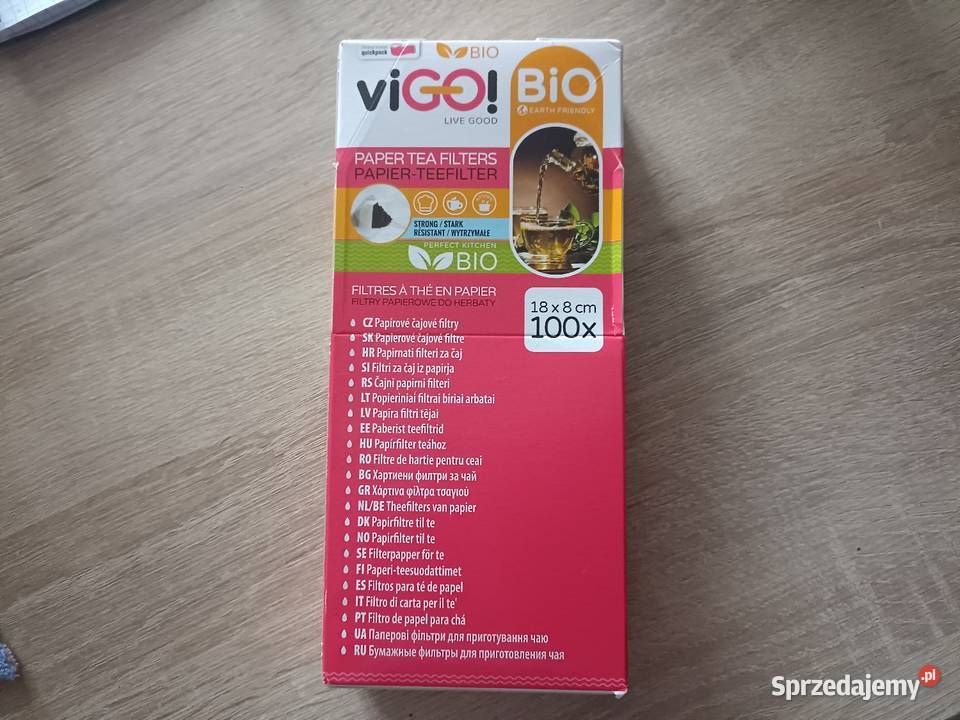 quickpack
BIO
viGO!
LIVE GOOD
BiO
EARTH FRIENDLY
PAPER TEA FILTERS
PAPIER-TEEFILTER
STRONG / STARK
RÉSISTANT / WYTRZYMAŁE
PERFECT KITCHEN
BIO
FILTRES À THÉ EN PAPIER
FILTRY PAPIEROWE DO HERBATY
18 x 8 cm
100x
CZ Papírové čajové filtry
SK Papierové čajové filtre
HR Papirnati filteri za čaj
SI Filtri za čaj iz papirja
RS Čajni papirni filteri
LT Popieriniai filtrai biriai arbatai
LV Papīra filtri tējai
EE Paberist teefiltrid
HU Papírfilter teához
RO Filtre de hartie pentru ceai
BG Хартиени филтри за чай
GR Χάρτινα φίλτρα τσαγιού
NL/BE Theefilters van papier
DK Papirfiltre til te
NO Papirfilter til te
SE Filterpapper för te
FI Paperi-teesuodattimet
ES Filtros para té de papel
IT Filtro di carta per il te'
PT Filtro de papel para chá
UA Паперові фільтри для приготування чаю
RU Бумажные фильтры для приготовления чая
Sprzedajemy.pl